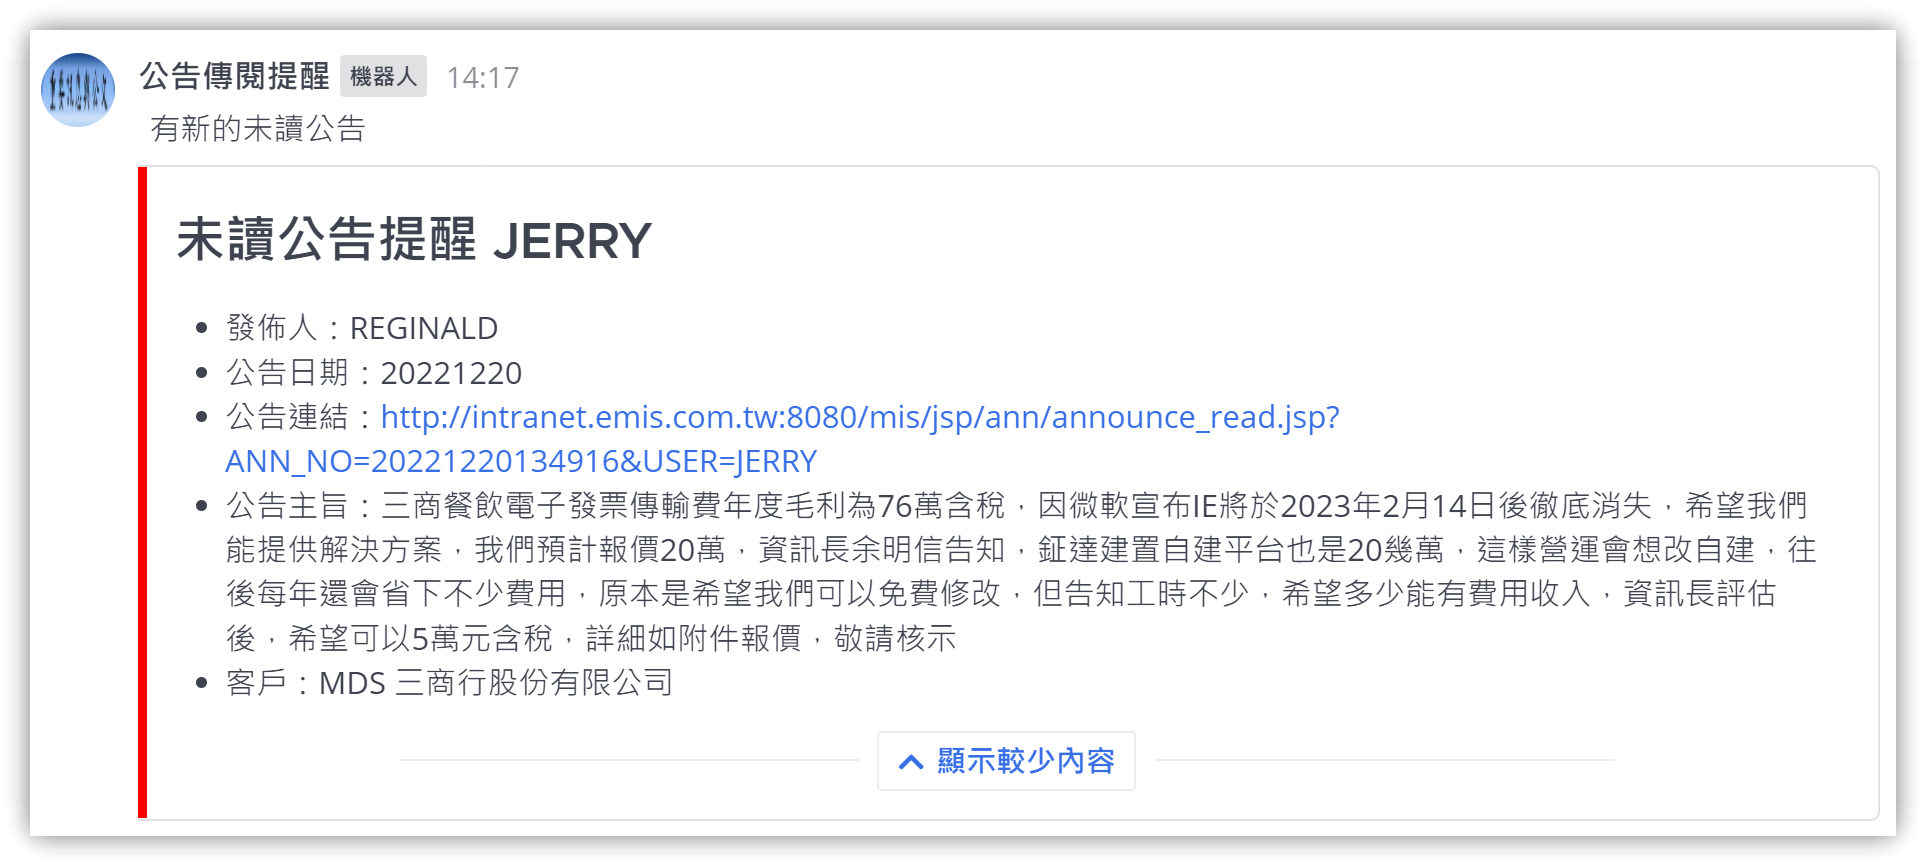 公告傳閱提醒 機器人 14:17
有新的未讀公告
未讀公告提醒 JERRY
發佈人：REGINALD
公告日期：20221220
公告連結：http://intranet.emis.com.tw:8080/mis/jsp/ann/announce_read.jsp?
ANN_NO=20221220134916&USER=JERRY
公告主旨：三商餐飲電子發票傳輸費年度毛利為76萬含稅，因微軟宣布IE將於2023年2月14日後徹底消失，希望我們
能提供解決方案，我們預計報價20萬，資訊長余明信告知，鉦達建置自建平台也是20幾萬，這樣營運會想改自建，往
後每年還會省下不少費用，原本是希望我們可以免費修改，但告知工時不少，希望多少能有費用收入，資訊長評估
後，希望可以5萬元含稅，詳細如附件報價，敬請核示
客戶：MDS 三商行股份有限公司
顯示較少內容